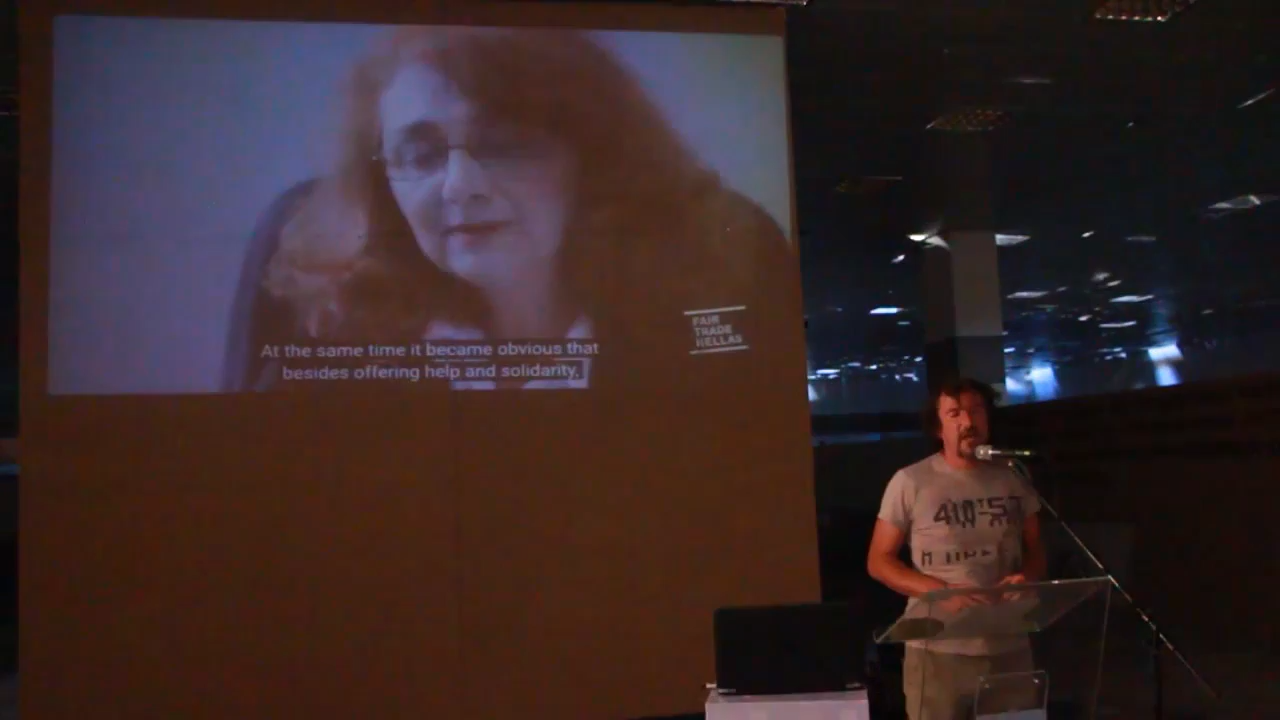 At the same time it became obvious that
besides offering help and solidarity,
FAIR
TRADE
HELLAS